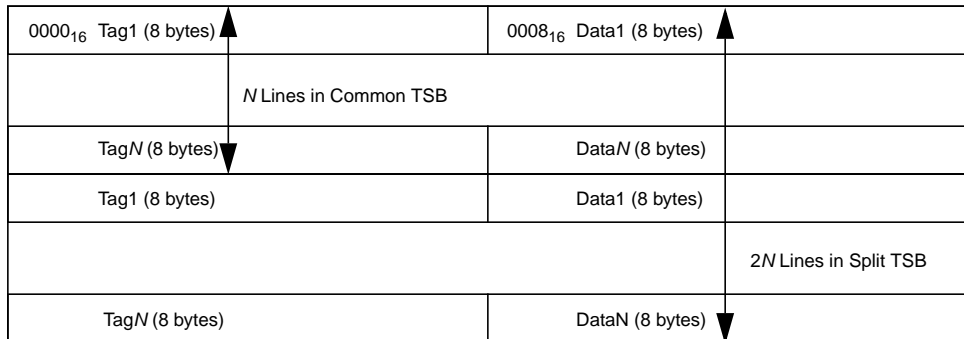 0000₁₆ Tag1 (8 bytes) 0008₁₆ Data1 (8 bytes)
N Lines in Common TSB
TagN (8 bytes) DataN (8 bytes)
Tag1 (8 bytes) Data1 (8 bytes)
2N Lines in Split TSB
TagN (8 bytes) DataN (8 bytes)